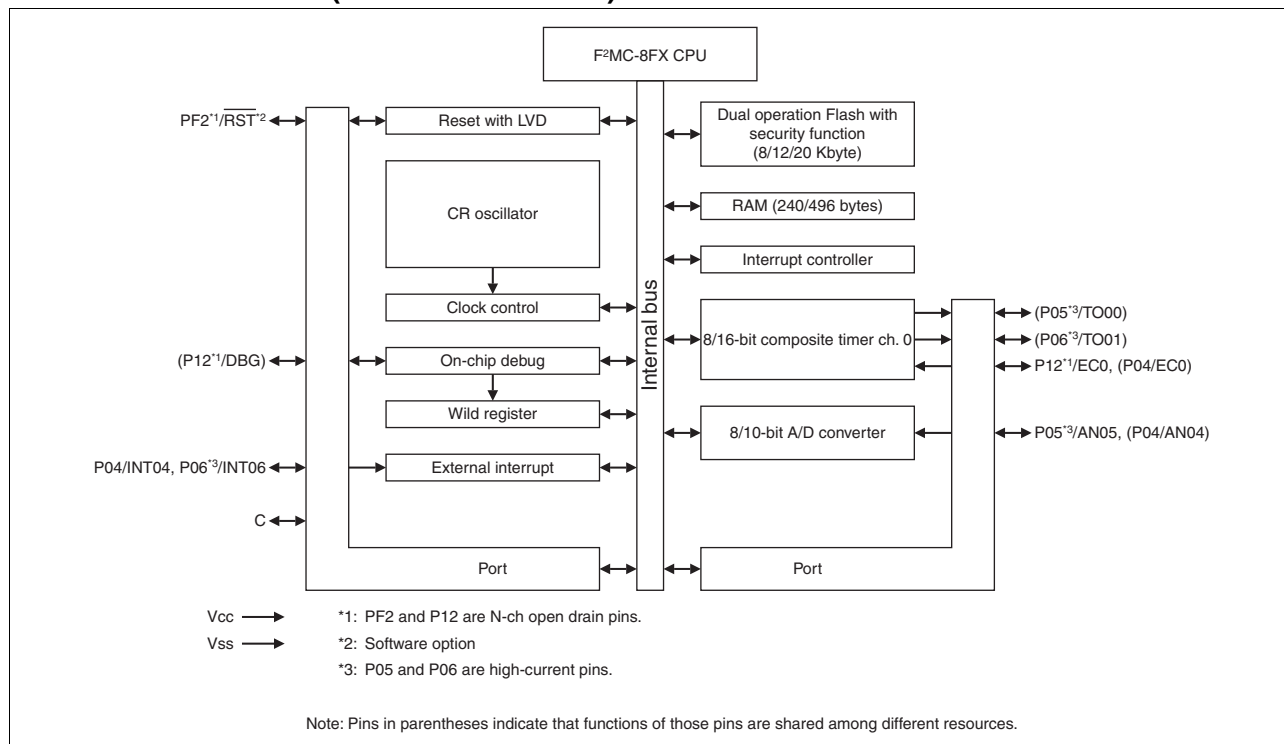 F²MC-8FX CPU
PF2*1/RST*2
Reset with LVD
Dual operation Flash with
security function
(8/12/20 Kbyte)
CR oscillator
RAM (240/496 bytes)
Interrupt controller
Clock control
Internal bus
8/16-bit composite timer ch. 0
(P05*3/TO00)
(P06*3/TO01)
P12*1/EC0, (P04/EC0)
(P12*1/DBG)
On-chip debug
Wild register
8/10-bit A/D converter
P05*3/AN05, (P04/AN04)
P04/INT04, P06*3/INT06
External interrupt
C
Port
Port
Vcc
*1: PF2 and P12 are N-ch open drain pins.
Vss
*2: Software option
*3: P05 and P06 are high-current pins.
Note: Pins in parentheses indicate that functions of those pins are shared among different resources.